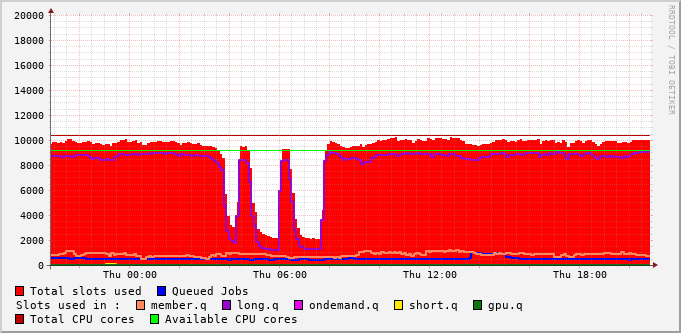 RRDTOOL / TOBI OETIKER
20000
18000
16000
14000
12000
10000
8000
6000
4000
2000
0
Thu 00:00 Thu 06:00 Thu 12:00 Thu 18:00
Total slots used Queued Jobs
Slots used in : member.q long.q ondemand.q short.q gpu.q
Total CPU cores Available CPU cores